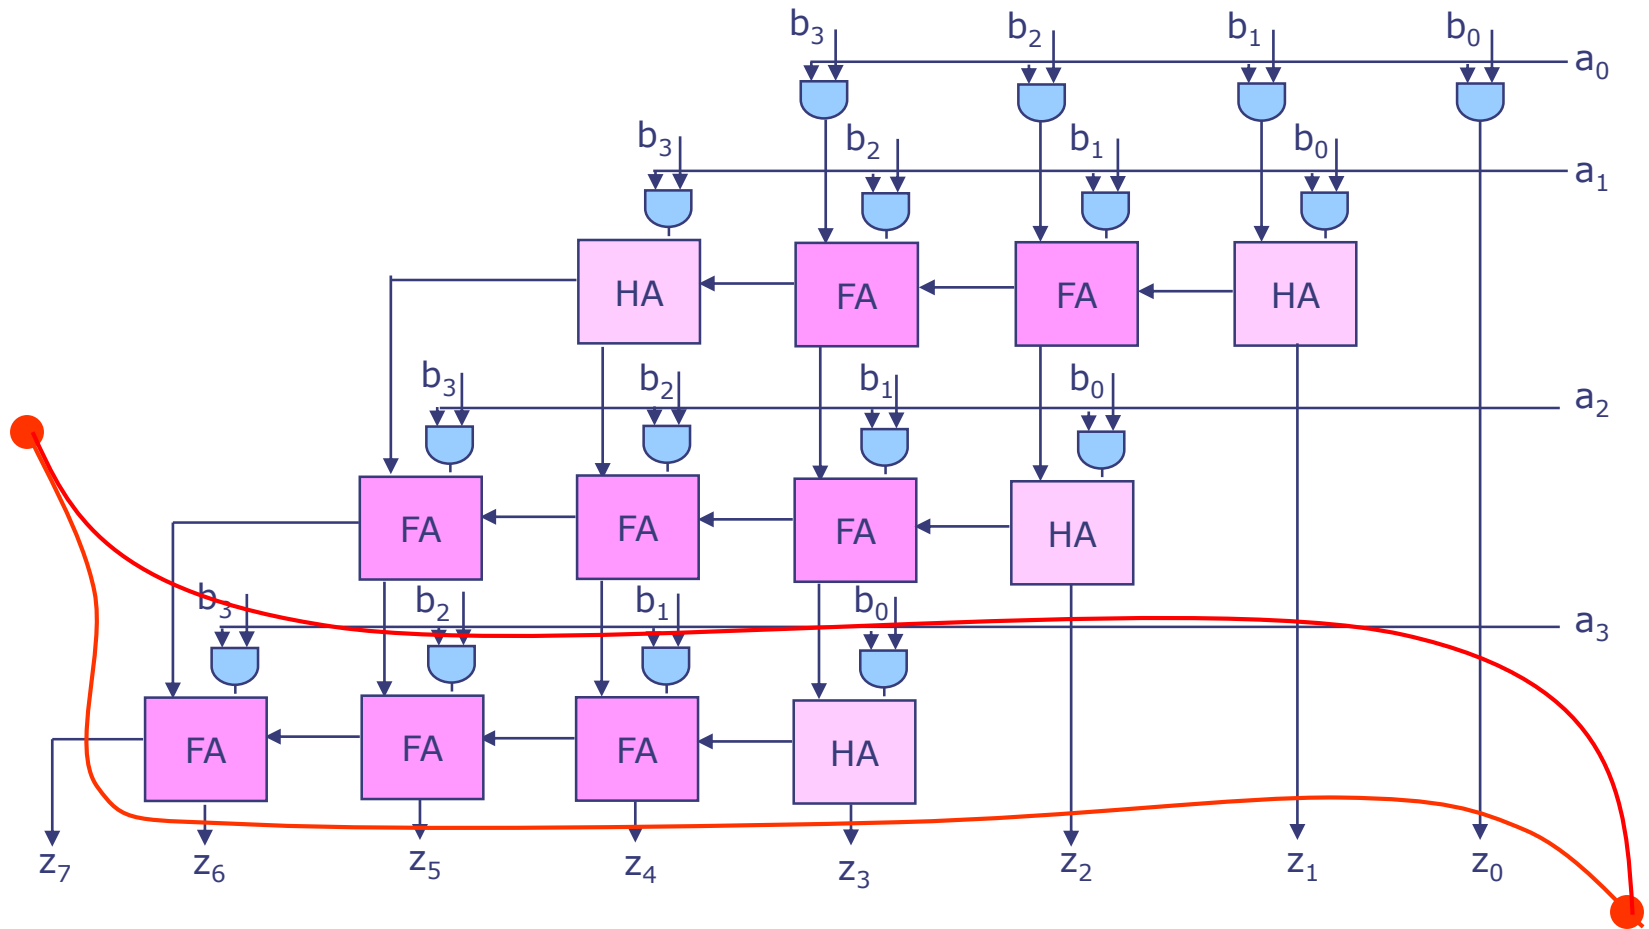 b3 b2 b1 b0
a0
b3 b2 b1 b0
a1
HA FA FA HA
b3 b2 b1 b0
a2
FA FA FA HA
b3 b2 b1 b0
a3
FA FA FA HA
z7 z6 z5 z4 z3 z2 z1 z0